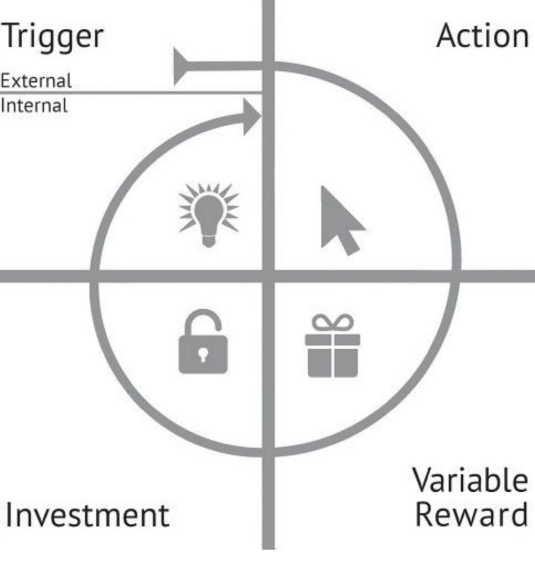 Trigger
Action
External
Internal
Investment
Variable
Reward